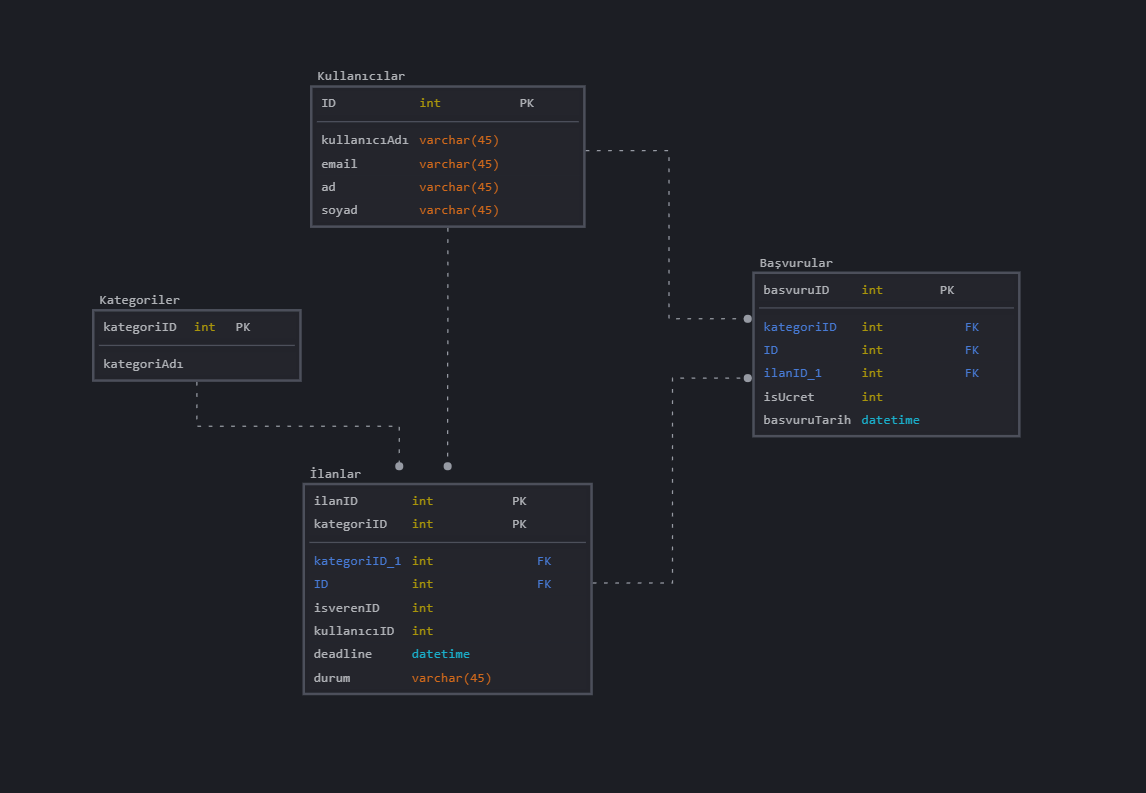 Kullanıcılar
ID int PK
kullanıcıAdı varchar(45)
email varchar(45)
ad varchar(45)
soyad varchar(45)
Kategoriler
kategoriID int PK
kategoriAdı
Başvurular
basvuruID int PK
kategoriID int FK
ID int FK
ilanID_1 int FK
isUcret int
basvuruTarih datetime
İlanlar
ilanID int PK
kategoriID int PK
kategoriID_1 int FK
ID int FK
isverenID int
kullanıcıID int
deadline datetime
durum varchar(45)